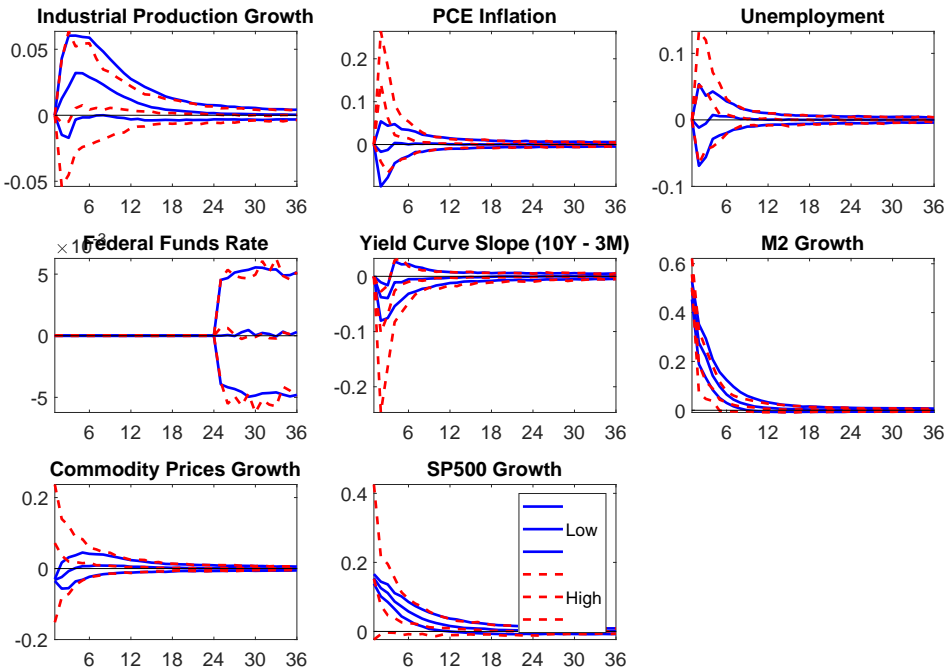 Industrial Production Growth
0.05
0
-0.05
6 12 18 24 30 36
PCE Inflation
0.2
0.1
0
6 12 18 24 30 36
Unemployment
0.1
0
-0.1
6 12 18 24 30 36
Federal Funds Rate
5
0
-5
6 12 18 24 30 36
Yield Curve Slope (10Y - 3M)
0
-0.1
-0.2
6 12 18 24 30 36
M2 Growth
0.6
0.4
0.2
0
6 12 18 24 30 36
Commodity Prices Growth
0.2
0
-0.2
6 12 18 24 30 36
SP500 Growth
0.4
0.2
0
6 12 18 24 30 36
Low
High